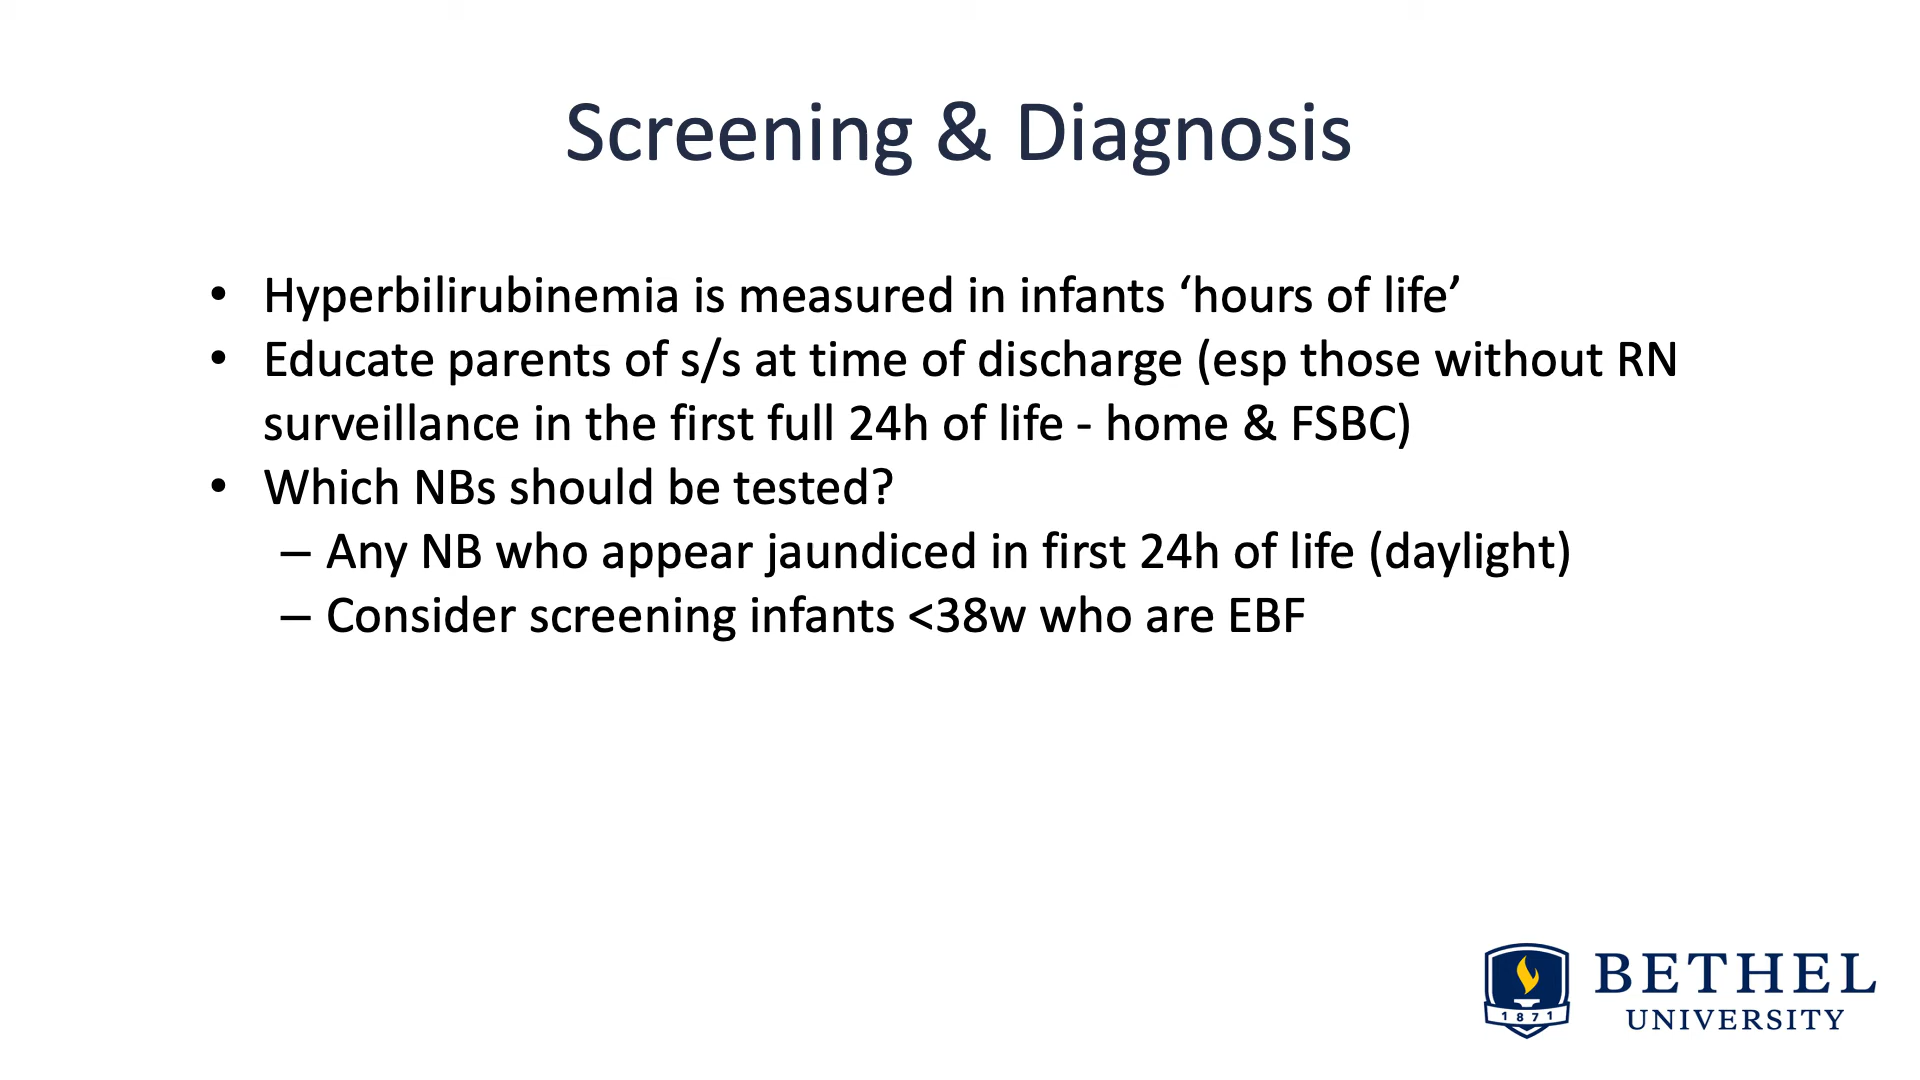 Screening & Diagnosis
• Hyperbilirubinemia is measured in infants ‘hours of life’
• Educate parents of s/s at time of discharge (esp those without RN
surveillance in the first full 24h of life - home & FSBC)
• Which NBs should be tested?
– Any NB who appear jaundiced in first 24h of life (daylight)
– Consider screening infants <38w who are EBF
1871
BETHEL
UNIVERSITY